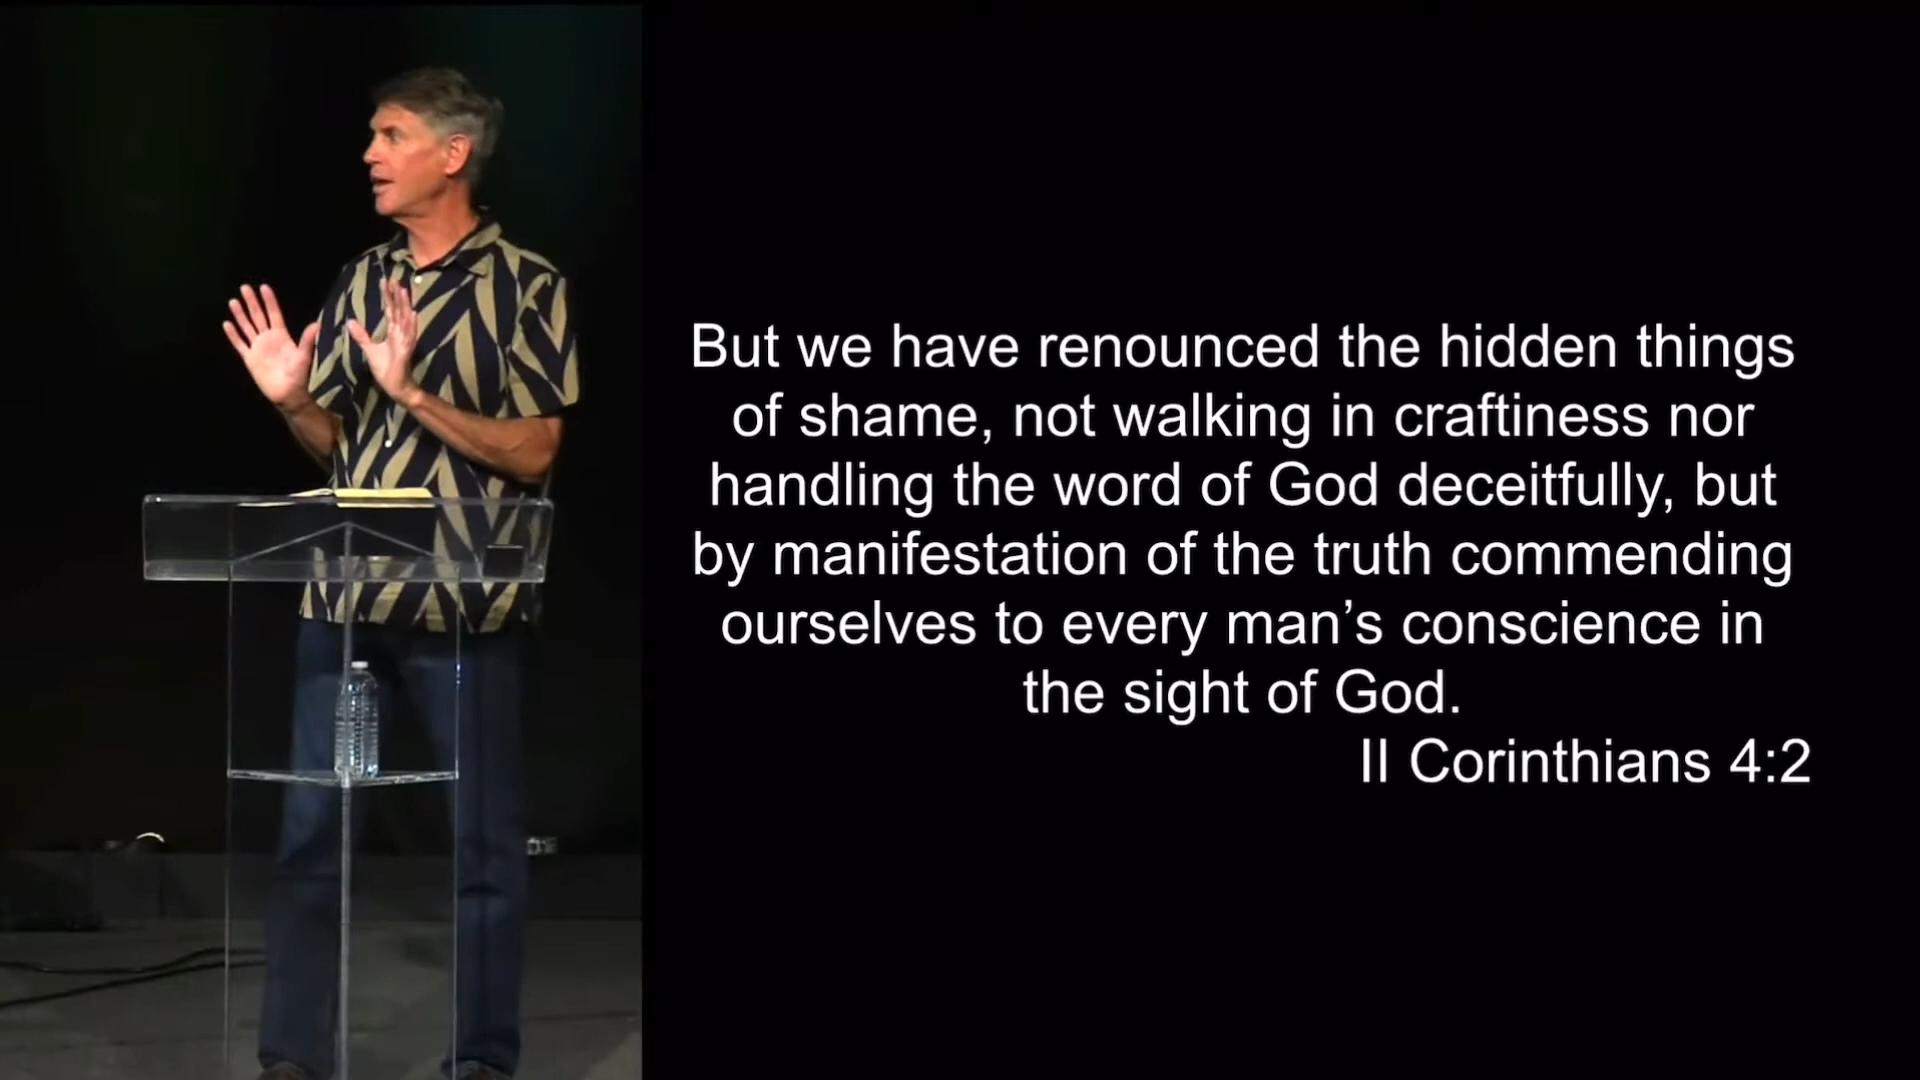 But we have renounced the hidden things
of shame, not walking in craftiness nor
handling the word of God deceitfully, but
by manifestation of the truth commending
ourselves to every man’s conscience in
the sight of God.
II Corinthians 4:2